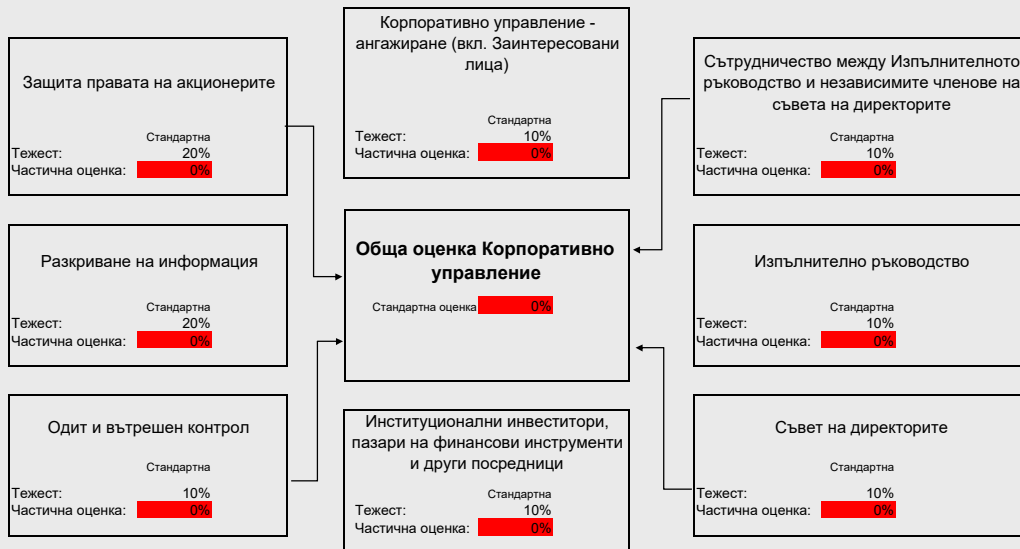 Защита правата на акционерите
Стандартна
Тежест: 20%
Частична оценка: 0%
Корпоративно управление -
ангажиране (вкл. Заинтересовани
лица)
Стандартна
Тежест: 10%
Частична оценка: 0%
Сътрудничество между Изпълнителното
ръководство и независимите членове на
съвета на директорите
Стандартна
Тежест: 10%
Частична оценка: 0%
Разкриване на информация
Стандартна
Тежест: 20%
Частична оценка: 0%
Обща оценка Корпоративно
управление
Стандартна оценка 0%
Изпълнително ръководство
Стандартна
Тежест: 10%
Частична оценка: 0%
Одит и вътрешен контрол
Стандартна
Тежест: 10%
Частична оценка: 0%
Институционални инвеститори,
пазари на финансови инструменти
и други посредници
Стандартна
Тежест: 10%
Частична оценка: 0%
Съвет на директорите
Стандартна
Тежест: 10%
Частична оценка: 0%